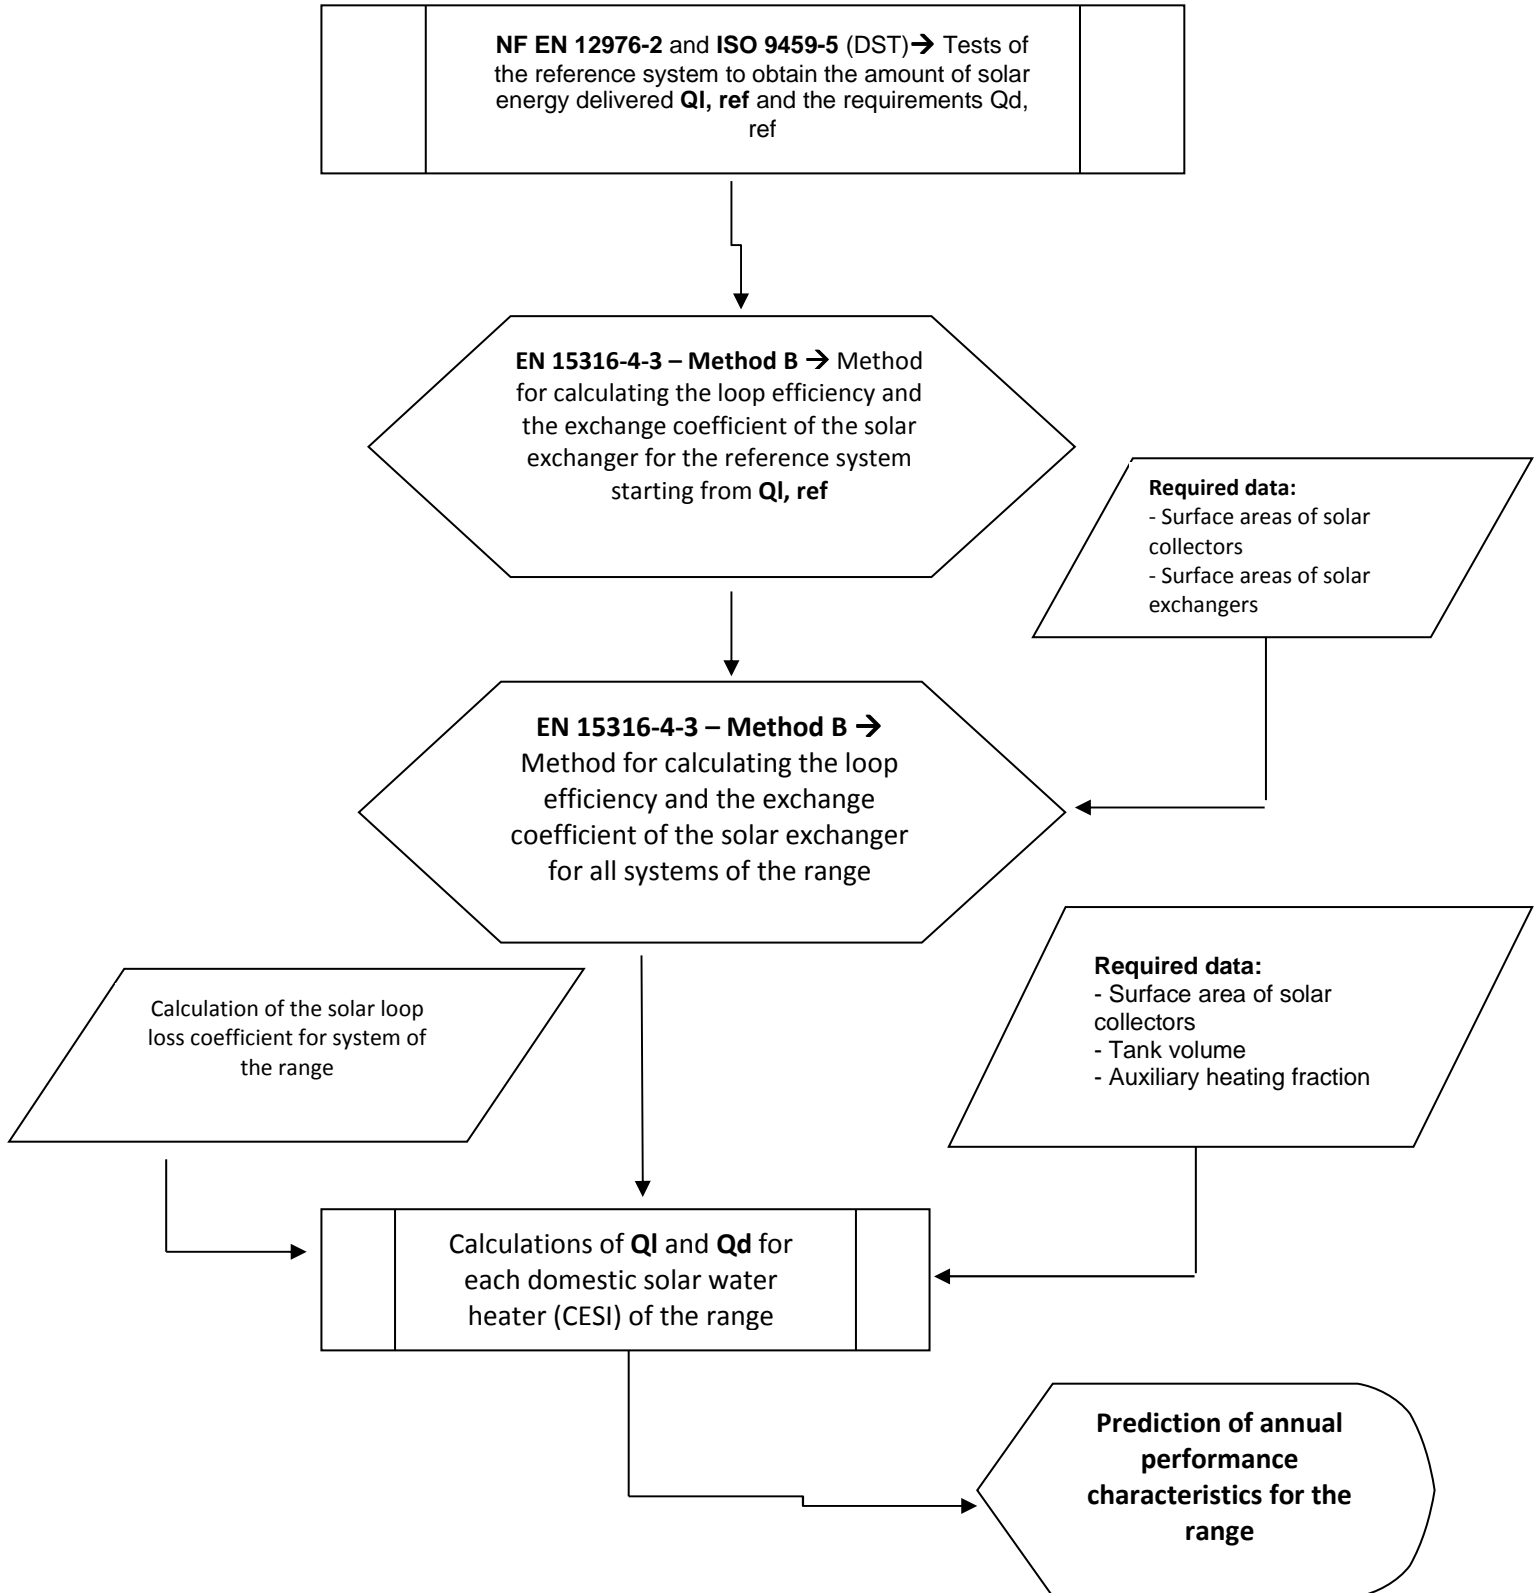 NF EN 12976-2 and ISO 9459-5 (DST)→ Tests of
the reference system to obtain the amount of solar
energy delivered Ql, ref and the requirements Qd,
ref
EN 15316-4-3 – Method B → Method
for calculating the loop efficiency and
the exchange coefficient of the solar
exchanger for the reference system
starting from Ql, ref
Required data:
- Surface areas of solar
collectors
- Surface areas of solar
exchangers
EN 15316-4-3 – Method B →
Method for calculating the loop
efficiency and the exchange
coefficient of the solar exchanger
for all systems of the range
Required data:
- Surface area of solar
collectors
- Tank volume
- Auxiliary heating fraction
Calculation of the solar loop
loss coefficient for system of
the range
Calculations of Ql and Qd for
each domestic solar water
heater (CESI) of the range
Prediction of annual
performance
characteristics for the
range